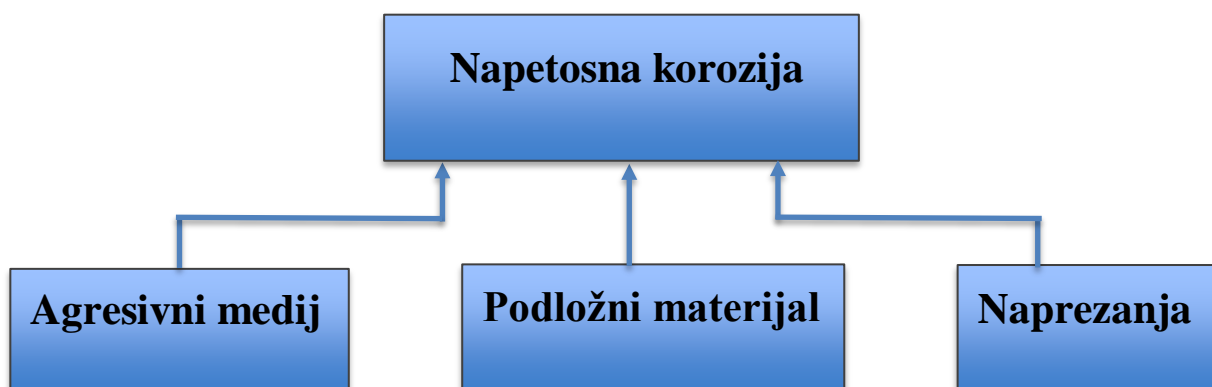 Napetosna korozija
Agresivni medij
Podložni materijal
Naprezanja